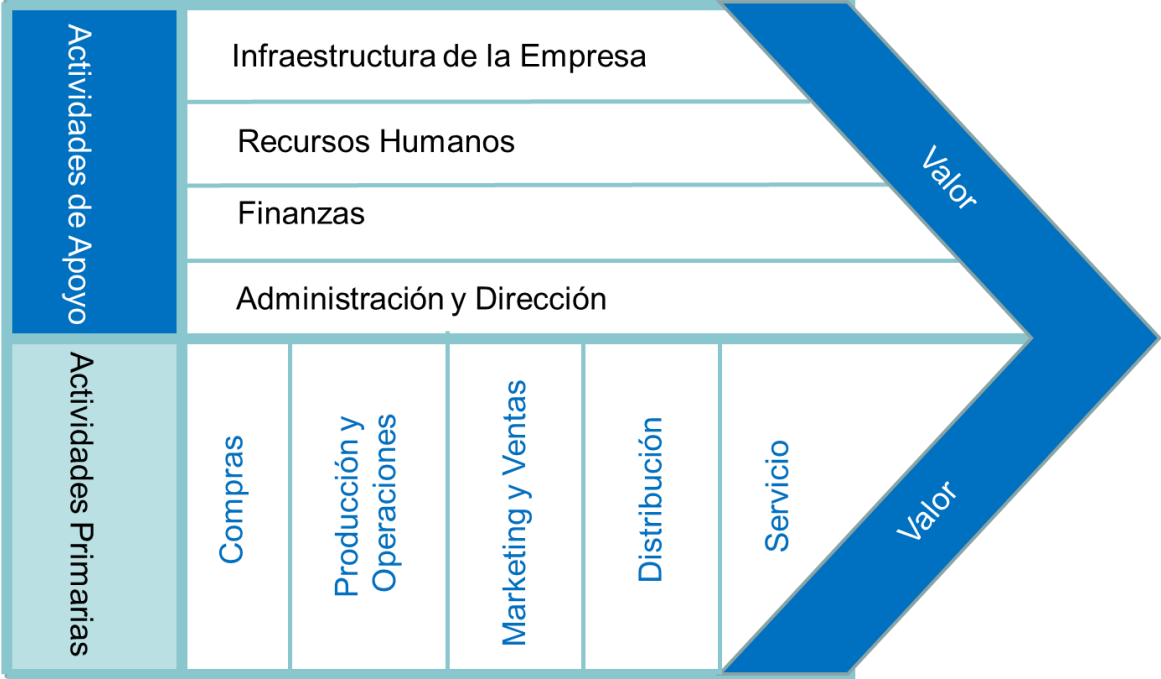 Actividades de Apoyo
Infraestructura de la Empresa
Recursos Humanos
Finanzas
Administración y Dirección
Valor
Actividades Primarias
Compras
Producción y
Operaciones
Marketing y Ventas
Distribución
Servicio
Valor